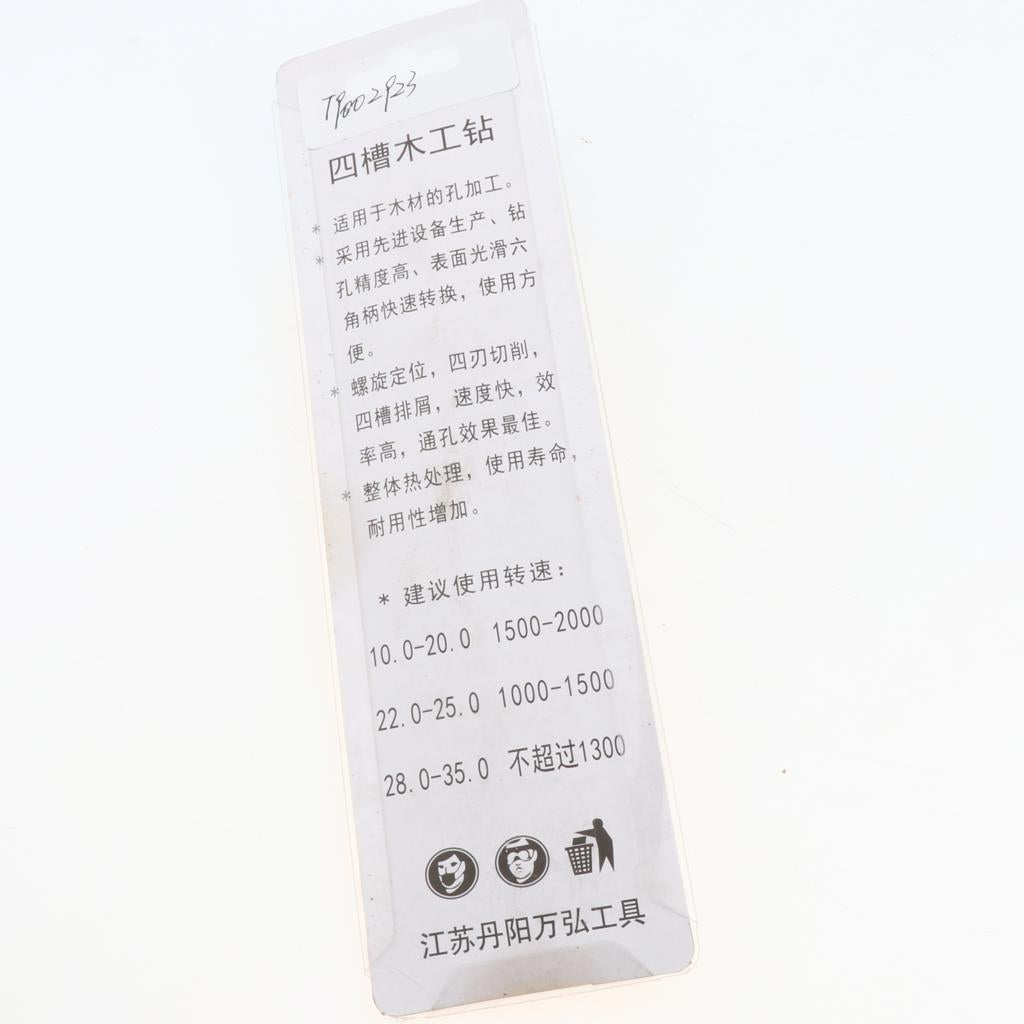 TP002923
四槽木工钻
* 适用于木材的孔加工。
* 采用先进设备生产、钻
孔精度高、表面光滑六
角柄快速转换，使用方
便。
* 螺旋定位，四刃切削，
四槽排屑，速度快，效
率高，通孔效果最佳。
* 整体热处理，使用寿命，
耐用性增加。
* 建议使用转速：
10.0-20.0 1500-2000
22.0-25.0 1000-1500
28.0-35.0 不超过1300
江苏丹阳万弘工具